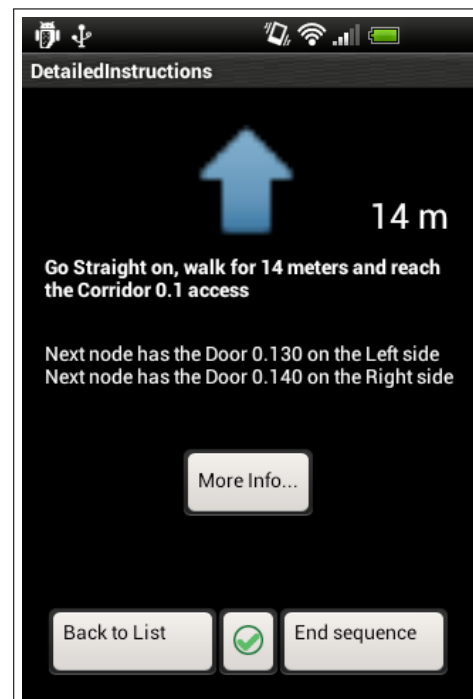 DetailedInstructions
14 m
Go Straight on, walk for 14 meters and reach
the Corridor 0.1 access
Next node has the Door 0.130 on the Left side
Next node has the Door 0.140 on the Right side
More Info...
Back to List
End sequence